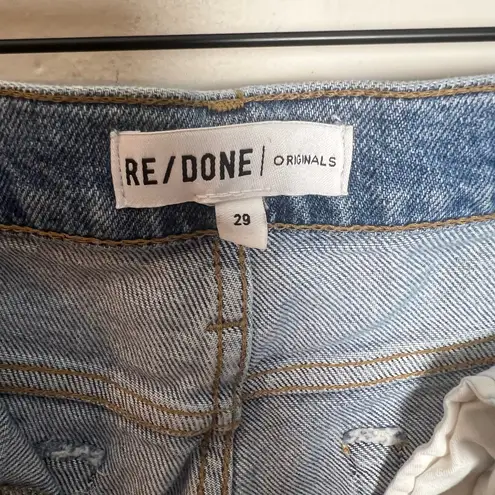 RE/DONE | ORIGINALS
29